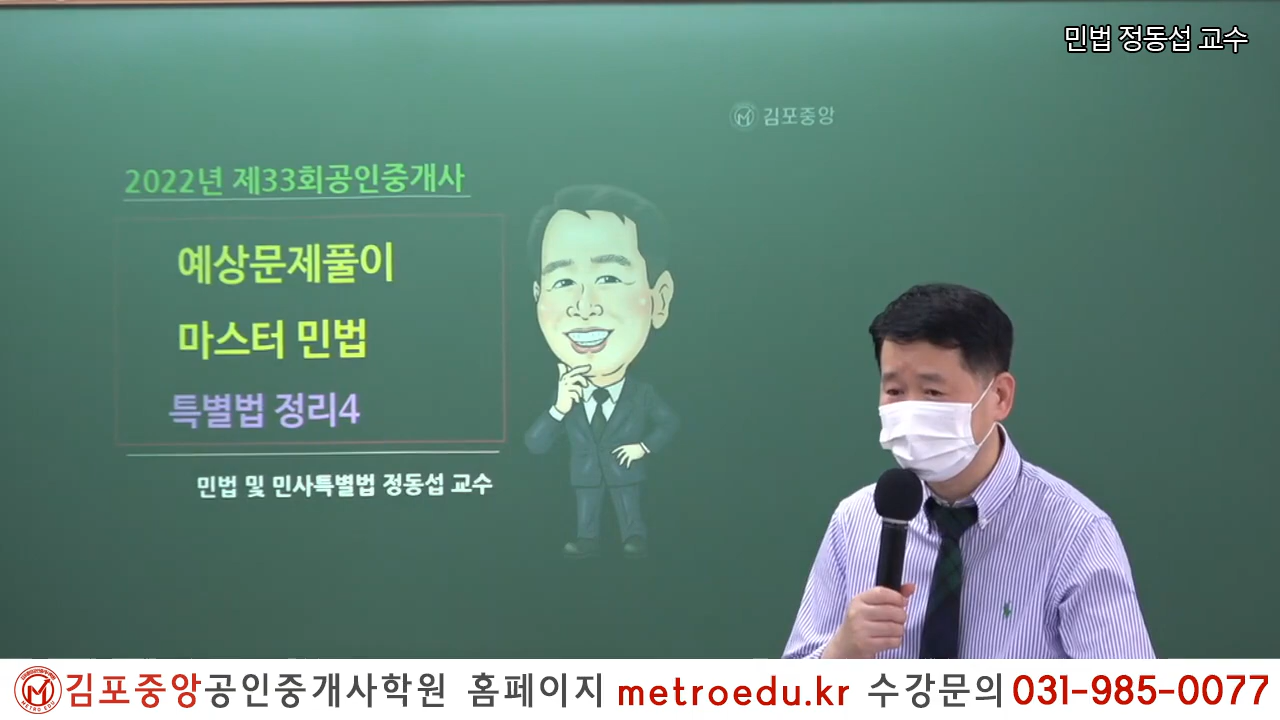 민법 정동섭 교수
김포중앙
2022년 제33회공인중개사
예상문제풀이
마스터 민법
특별법 정리4
민법 및 민사특별법 정동섭 교수
METRO EDU
김포중앙공인중개사학원 홈페이지 metroedu.kr 수강문의 031-985-0077